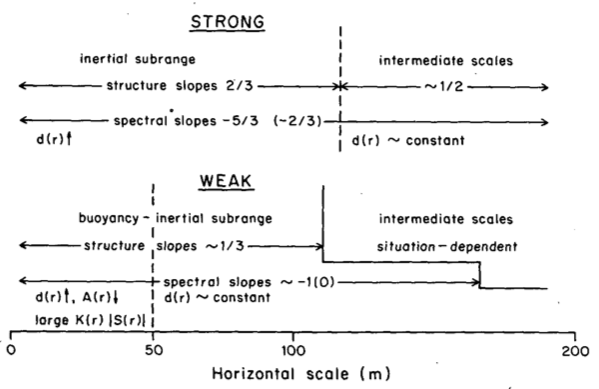 STRONG
inertial subrange intermediate scales
structure slopes 2/3 ~1/2
spectral slopes -5/3 (-2/3)
d(r)↑ d(r) ~ constant
WEAK
buoyancy - inertial subrange intermediate scales
structure slopes ~1/3 situation-dependent
spectral slopes ~ -1(0)
d(r)↑, A(r)↓ d(r) ~ constant
large K(r) |S(r)|
0 50 100 200
Horizontal scale (m)